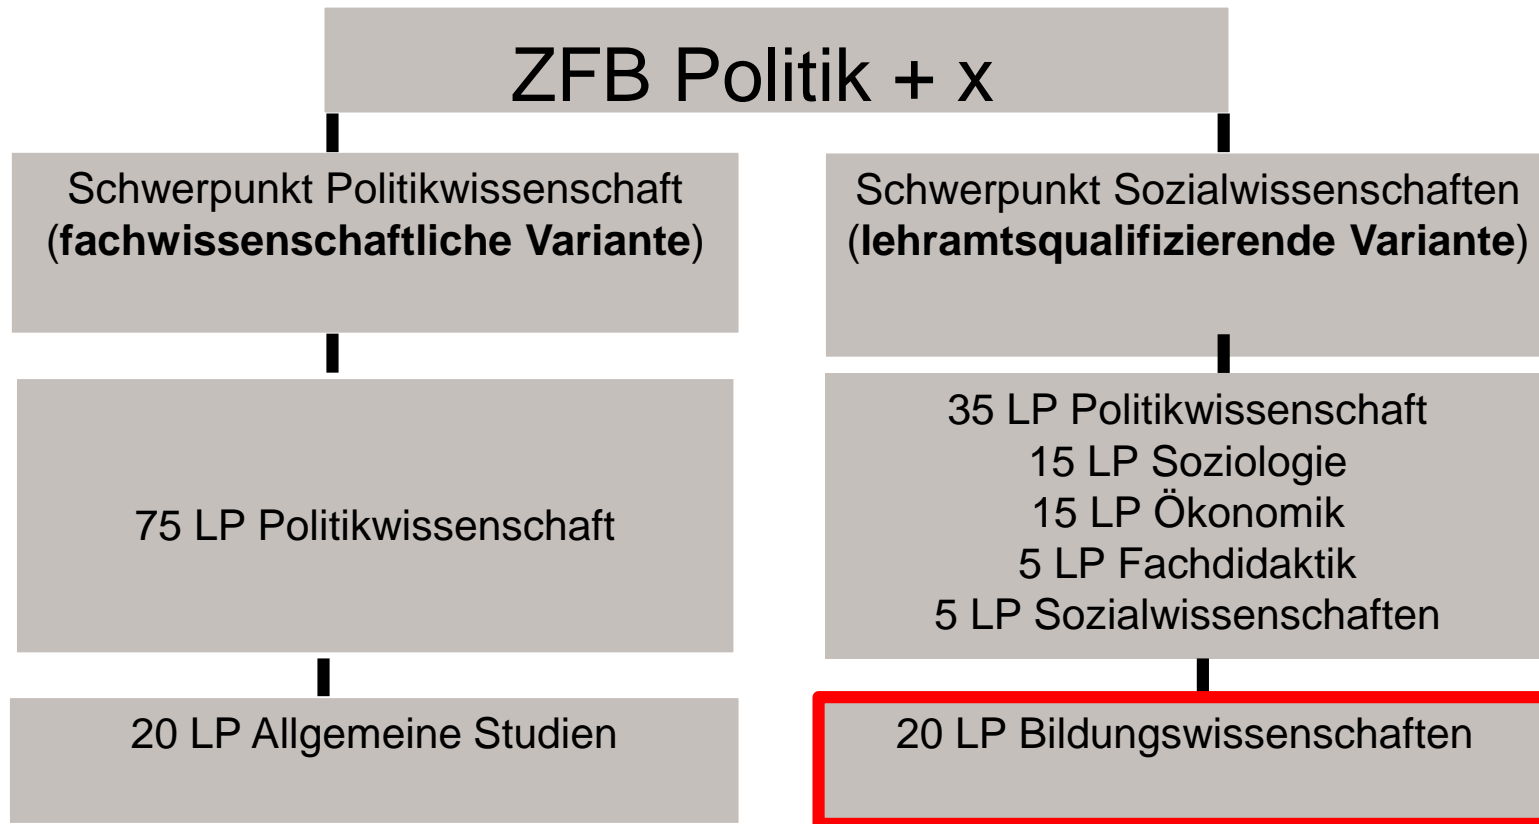 ZFB Politik + x
Schwerpunkt Politikwissenschaft
(fachwissenschaftliche Variante)
75 LP Politikwissenschaft
20 LP Allgemeine Studien
Schwerpunkt Sozialwissenschaften
(lehramtsqualifizierende Variante)
35 LP Politikwissenschaft
15 LP Soziologie
15 LP Ökonomik
5 LP Fachdidaktik
5 LP Sozialwissenschaften
20 LP Bildungswissenschaften